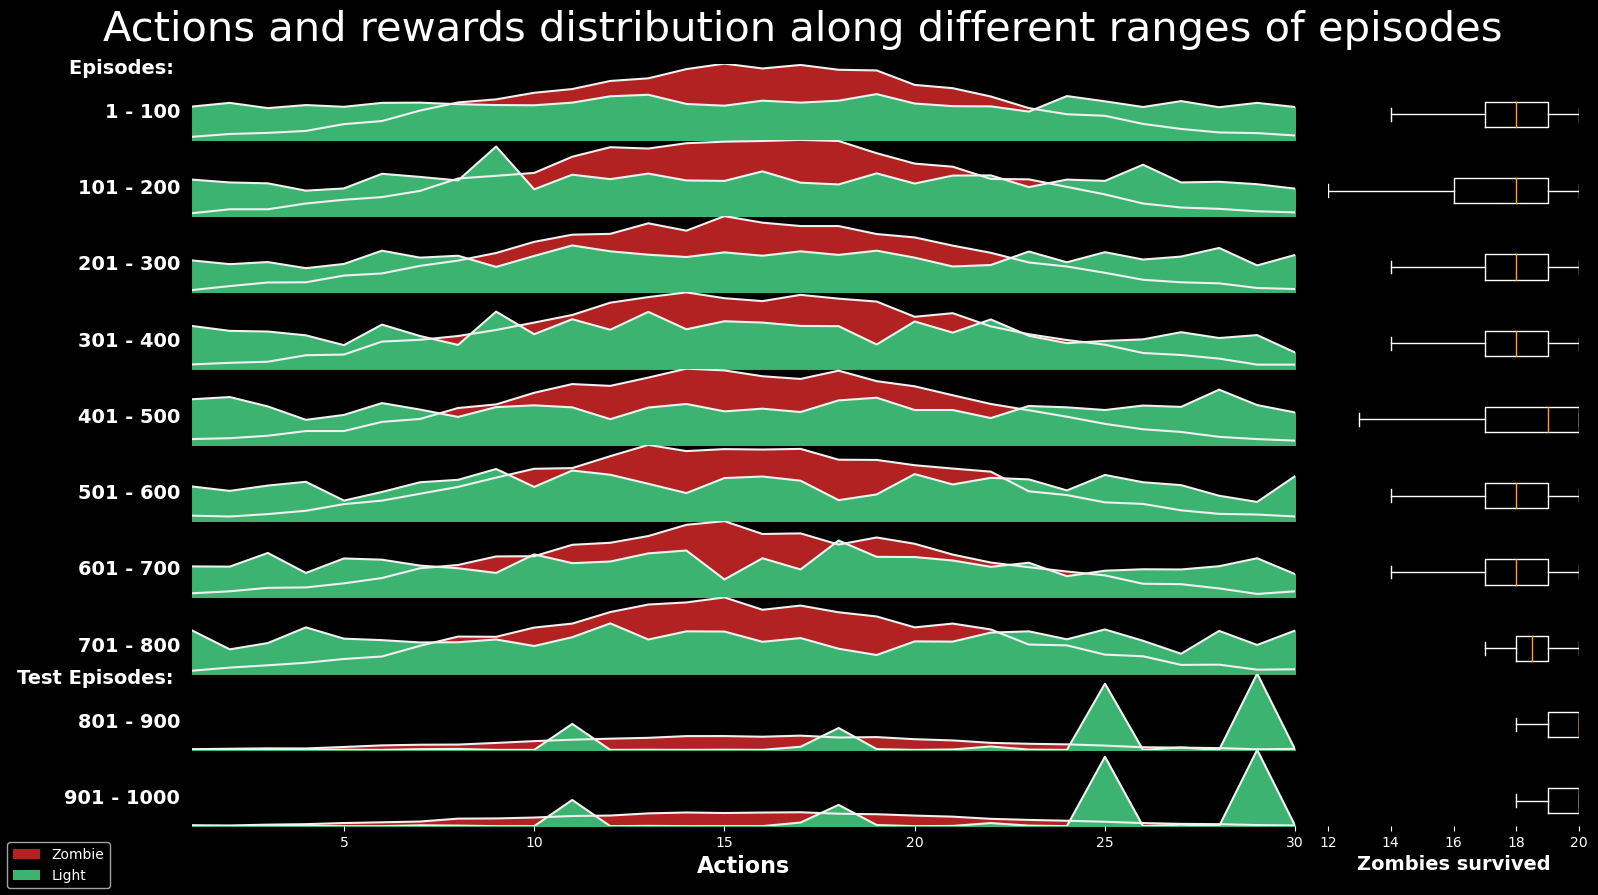 Actions and rewards distribution along different ranges of episodes
Episodes:
1 - 100
101 - 200
201 - 300
301 - 400
401 - 500
501 - 600
601 - 700
701 - 800
Test Episodes:
801 - 900
901 - 1000
5 10 15 20 25 30 12 14 16 18 20
Actions Zombies survived
Zombie
Light